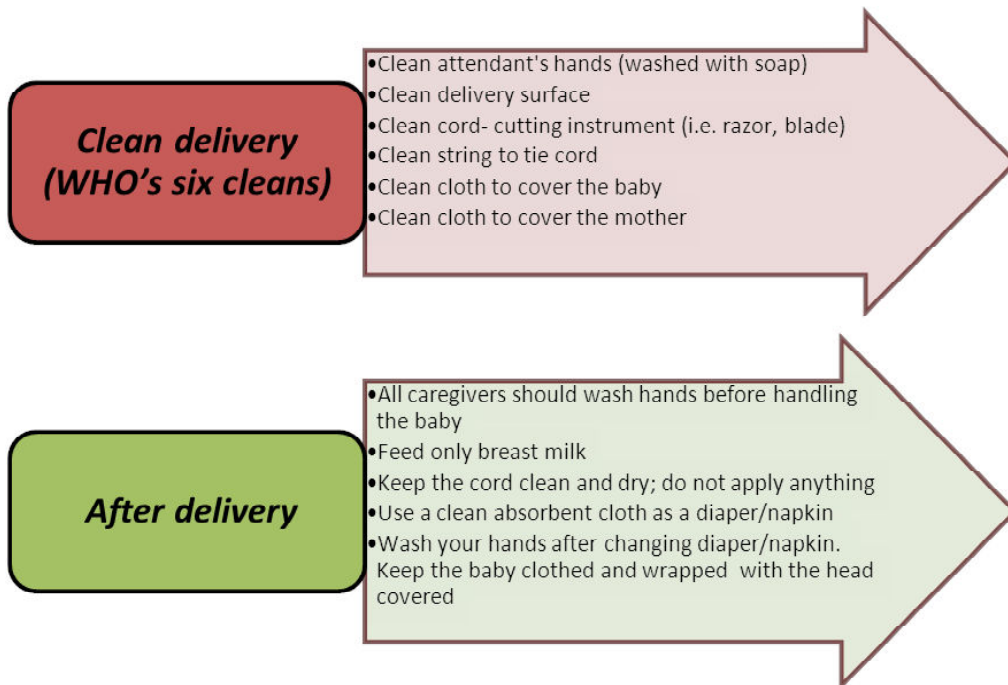 Clean delivery
(WHO's six cleans)
•Clean attendant's hands (washed with soap)
•Clean delivery surface
•Clean cord- cutting instrument (i.e. razor, blade)
•Clean string to tie cord
•Clean cloth to cover the baby
•Clean cloth to cover the mother
After delivery
•All caregivers should wash hands before handling
the baby
•Feed only breast milk
•Keep the cord clean and dry; do not apply anything
•Use a clean absorbent cloth as a diaper/napkin
•Wash your hands after changing diaper/napkin.
Keep the baby clothed and wrapped with the head
covered